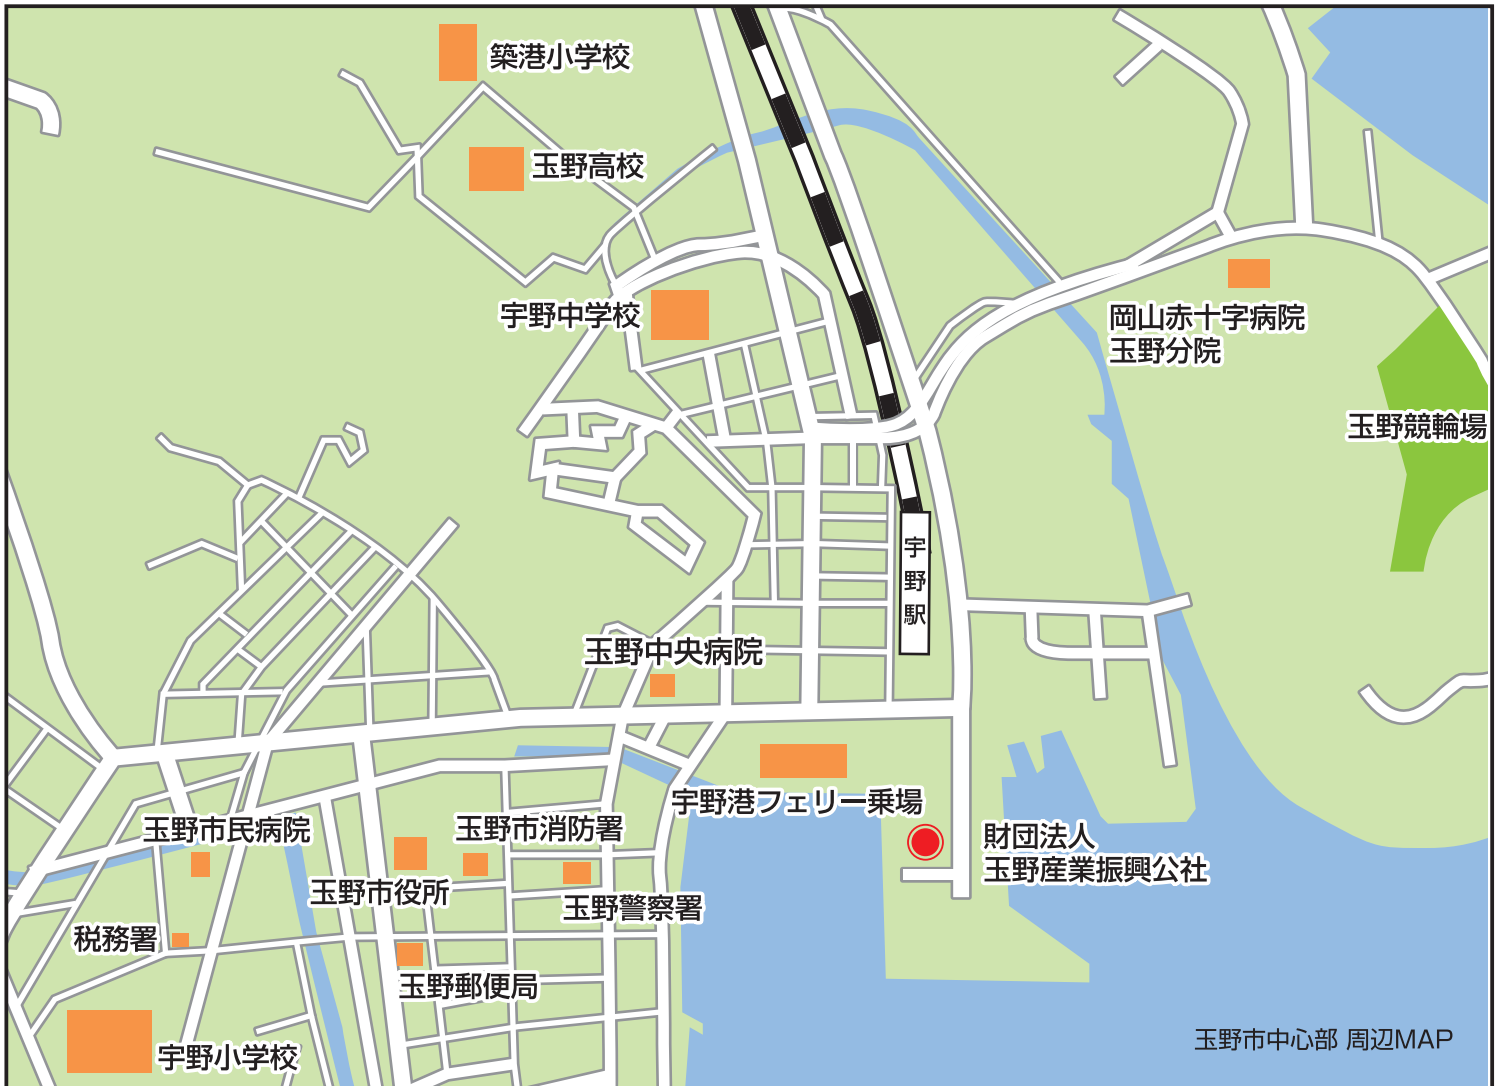 築港小学校
玉野高校
宇野中学校
岡山赤十字病院
玉野分院
玉野競輪場
宇野駅
玉野中央病院
宇野港フェリー乗場
玉野市民病院
玉野市消防署
財団法人
玉野産業振興公社
玉野市役所
玉野警察署
税務署
玉野郵便局
宇野小学校
玉野市中心部 周辺MAP